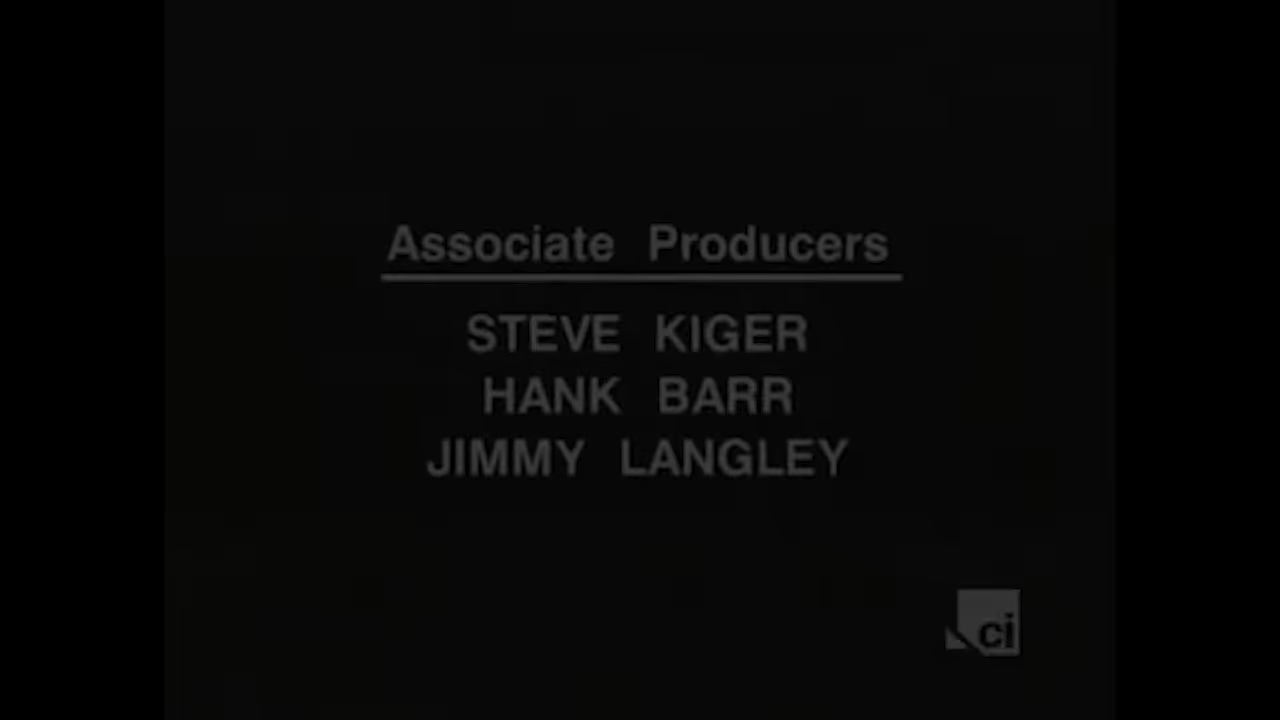 Associate Producers
STEVE KIGER
HANK BARR
JIMMY LANGLEY
ci